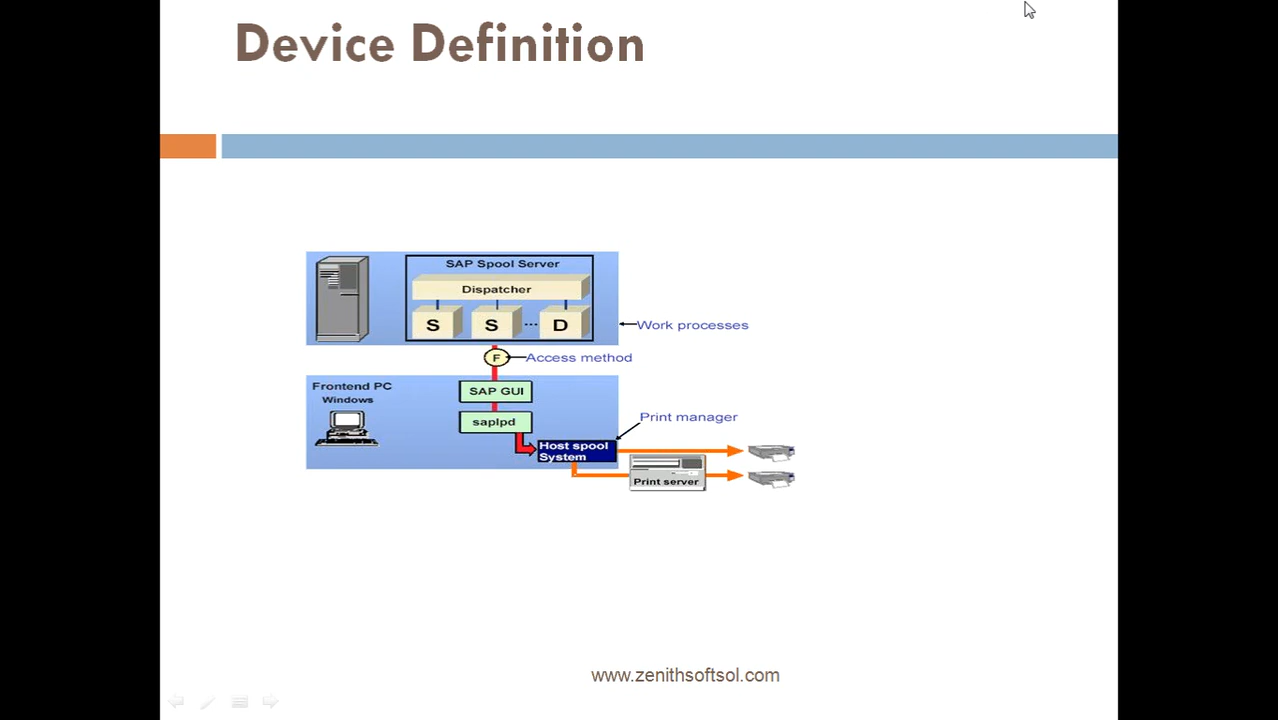 Device Definition
SAP Spool Server
Dispatcher
S S ... D
Work processes
F
Access method
Frontend PC
Windows
SAP GUI
saplpd
Print manager
Host spool
System
Print server
www.zenithsoftsol.com